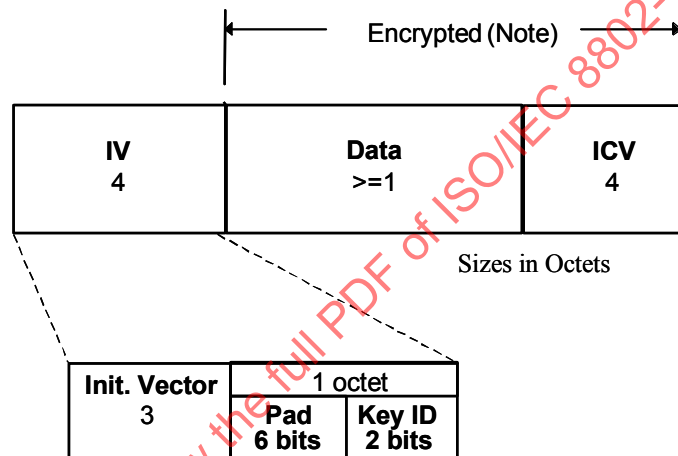 Encrypted (Note)
IV
4
Data
>=1
ICV
4
Sizes in Octets
Init. Vector
3
1 octet
Pad
6 bits
Key ID
2 bits
the full PDF of ISO/IEC 8802-